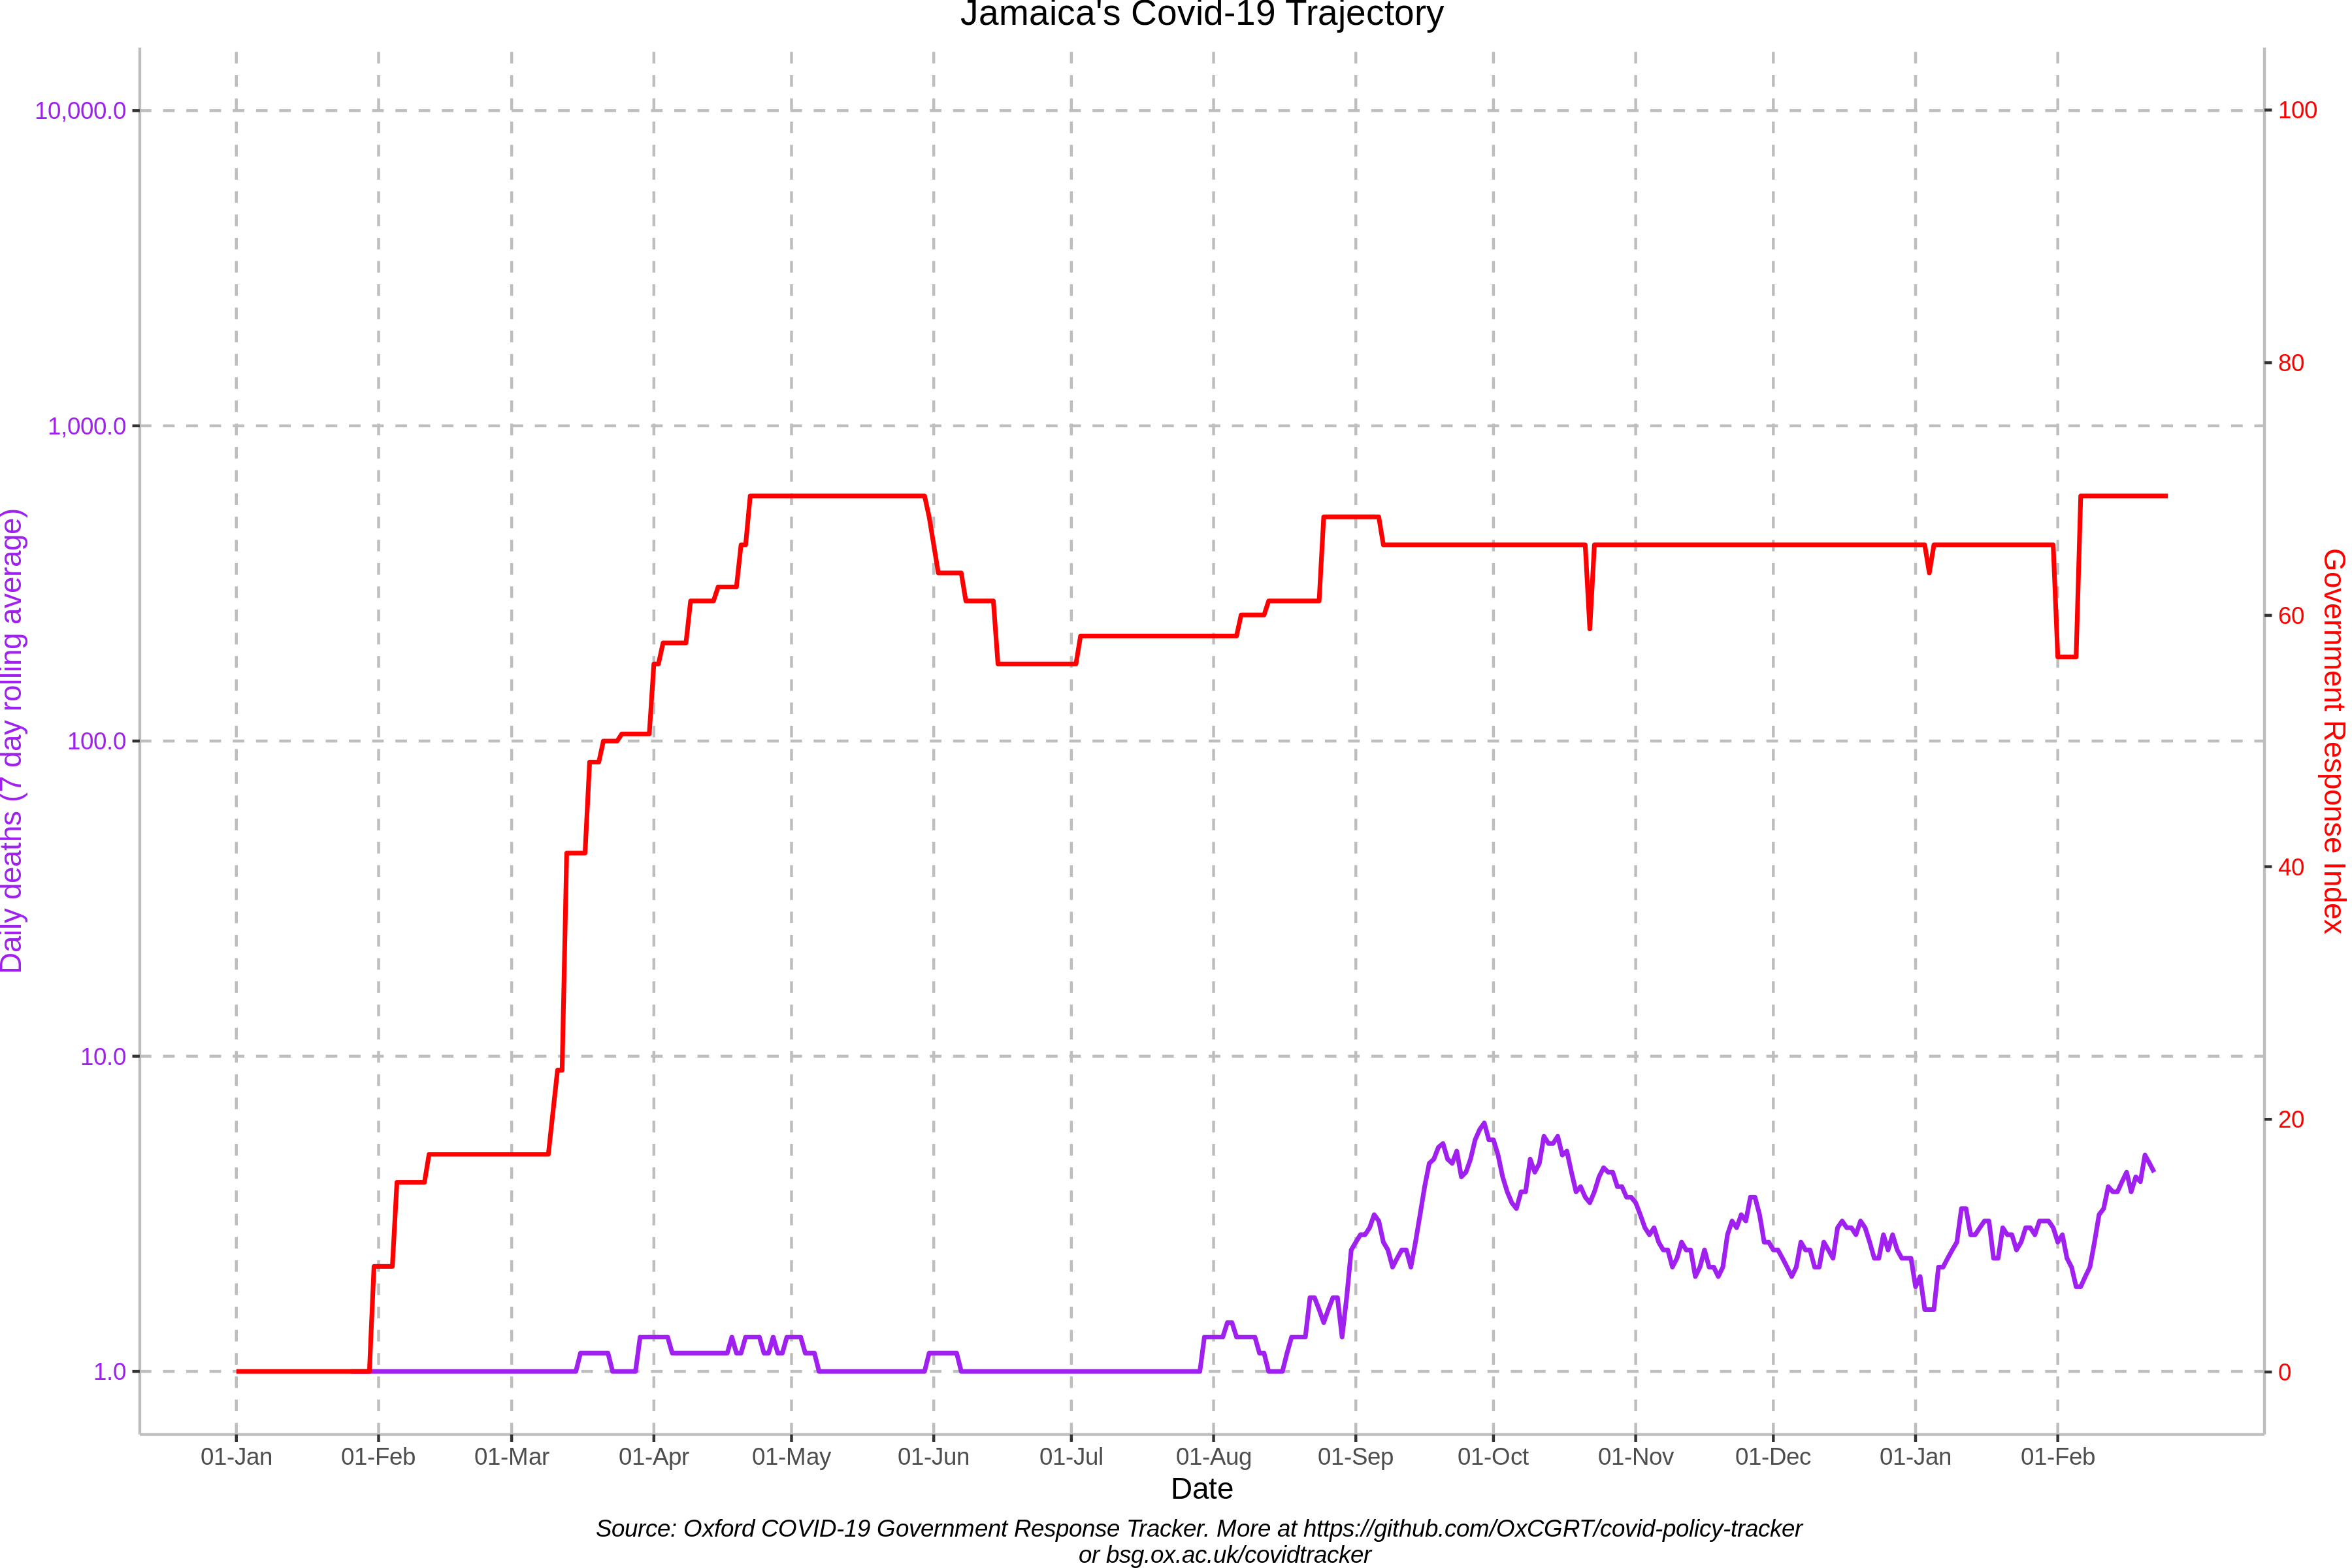 Jamaica's Covid-19 Trajectory
10,000.0
1,000.0
100.0
10.0
1.0
Daily deaths (7 day rolling average)
100
80
60
40
20
0
Government Response Index
01-Jan 01-Feb 01-Mar 01-Apr 01-May 01-Jun 01-Jul 01-Aug 01-Sep 01-Oct 01-Nov 01-Dec 01-Jan 01-Feb
Date
Source: Oxford COVID-19 Government Response Tracker. More at https://github.com/OxCGRT/covid-policy-tracker
or bsg.ox.ac.uk/covidtracker